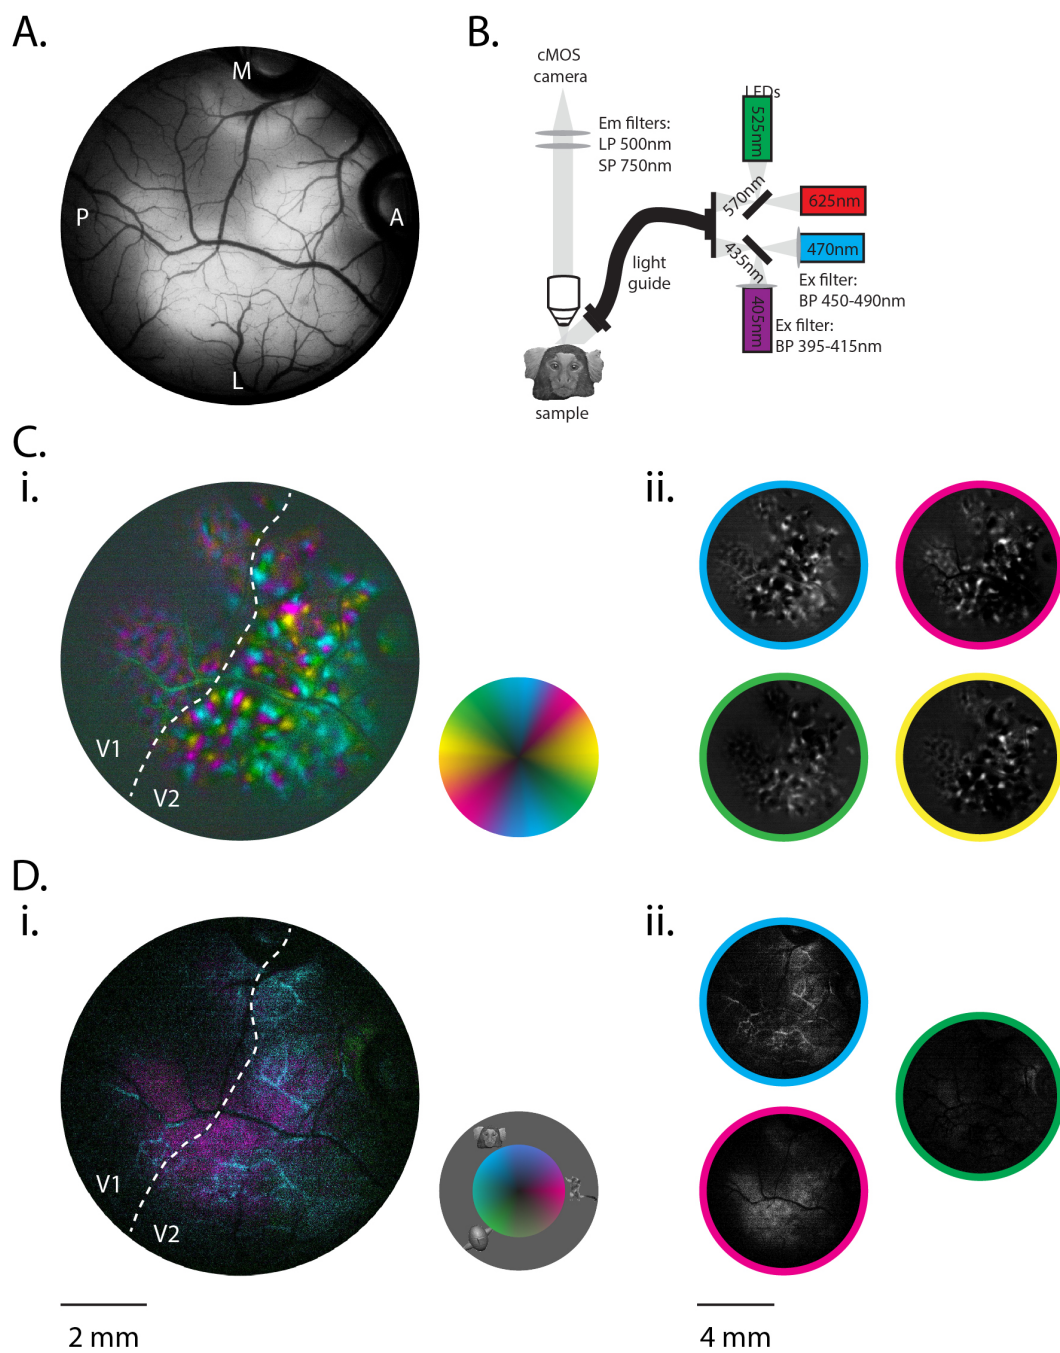 A.
M
P
A
L
B.
cMOS
camera
Em filters:
LP 500nm
SP 750nm
LEDs
525nm
570nm
625nm
435nm
470nm
405nm
light
guide
Ex filter:
BP 450-490nm
Ex filter:
BP 395-415nm
sample
C.
i.
V1
V2
ii.
D.
i.
V1
V2
ii.
2 mm
4 mm